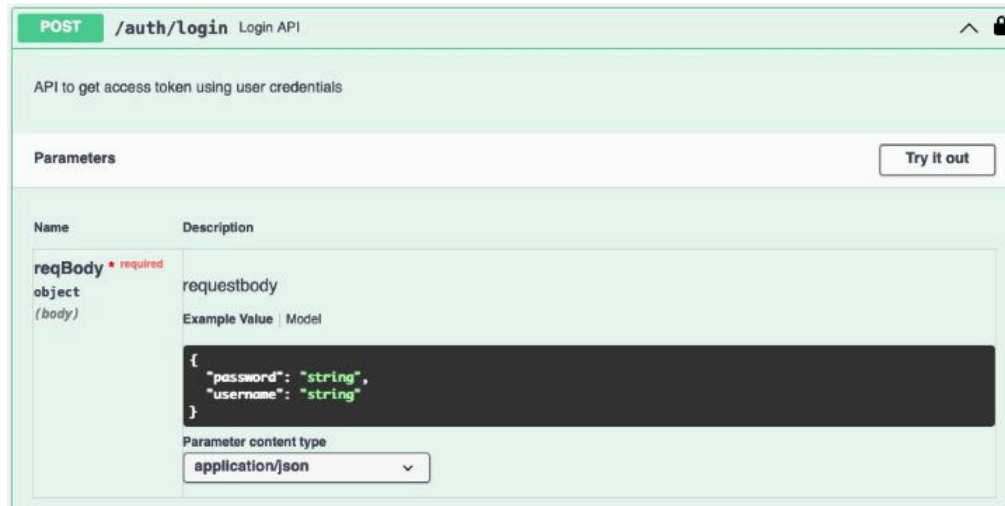 POST /auth/login Login API
API to get access token using user credentials
Parameters Try it out
Name Description
reqBody * required
object
(body)
requestbody
Example Value | Model
{
"password": "string",
"username": "string"
}
Parameter content type
application/json